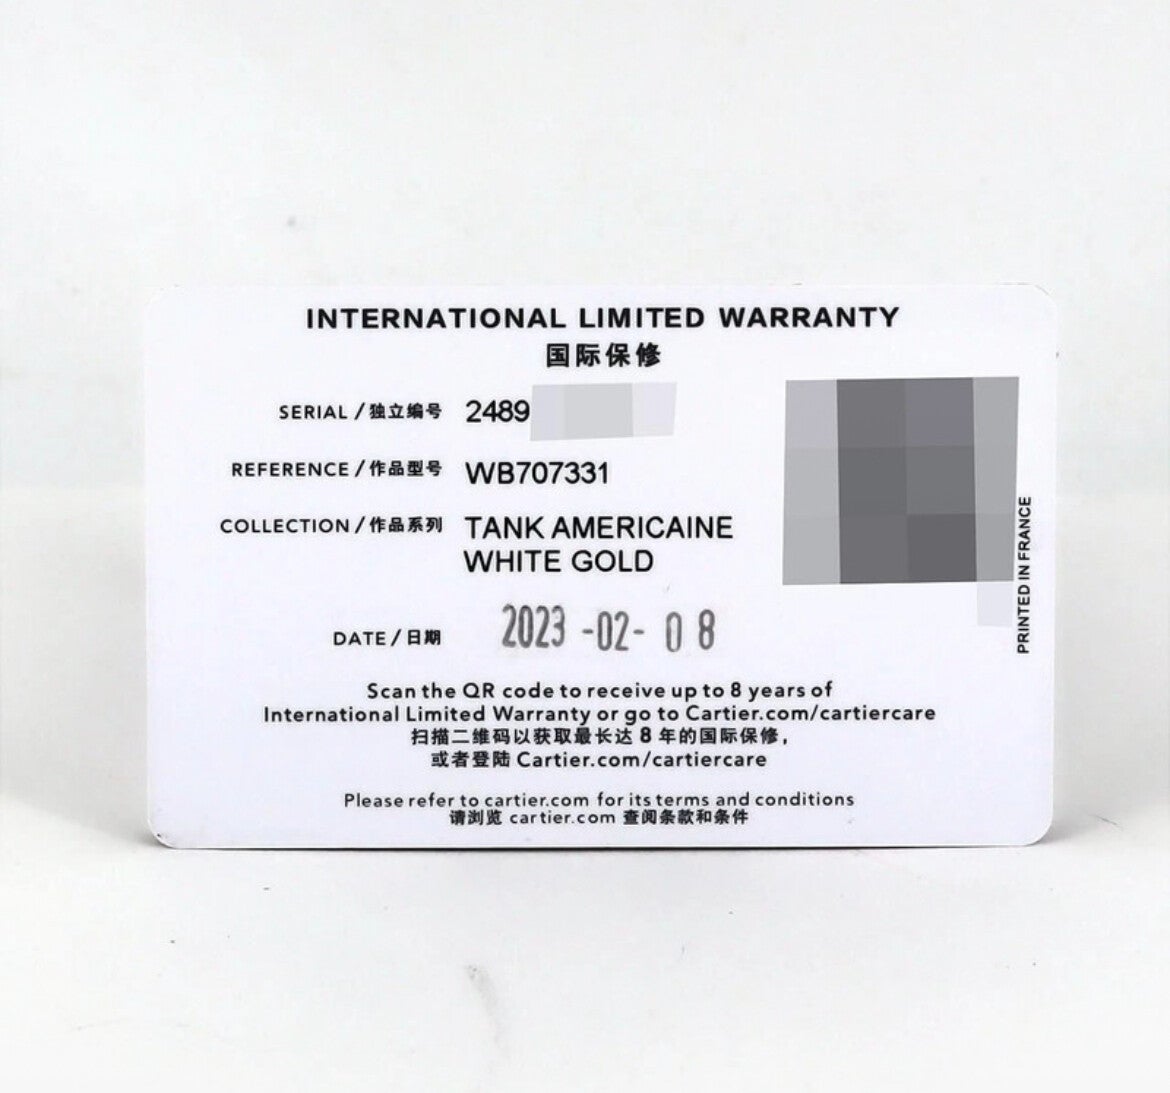 INTERNATIONAL LIMITED WARRANTY
国际保修
SERIAL / 独立编号 2489
REFERENCE / 作品型号 WB707331
COLLECTION / 作品系列 TANK AMERICAINE
WHITE GOLD
DATE / 日期 2023 -02- 08
PRINTED IN FRANCE
Scan the QR code to receive up to 8 years of
International Limited Warranty or go to Cartier.com/cartiercare
扫描二维码以获取最长达 8 年的国际保修，
或者登陆 Cartier.com/cartiercare
Please refer to cartier.com for its terms and conditions
请浏览 cartier.com 查阅条款和条件